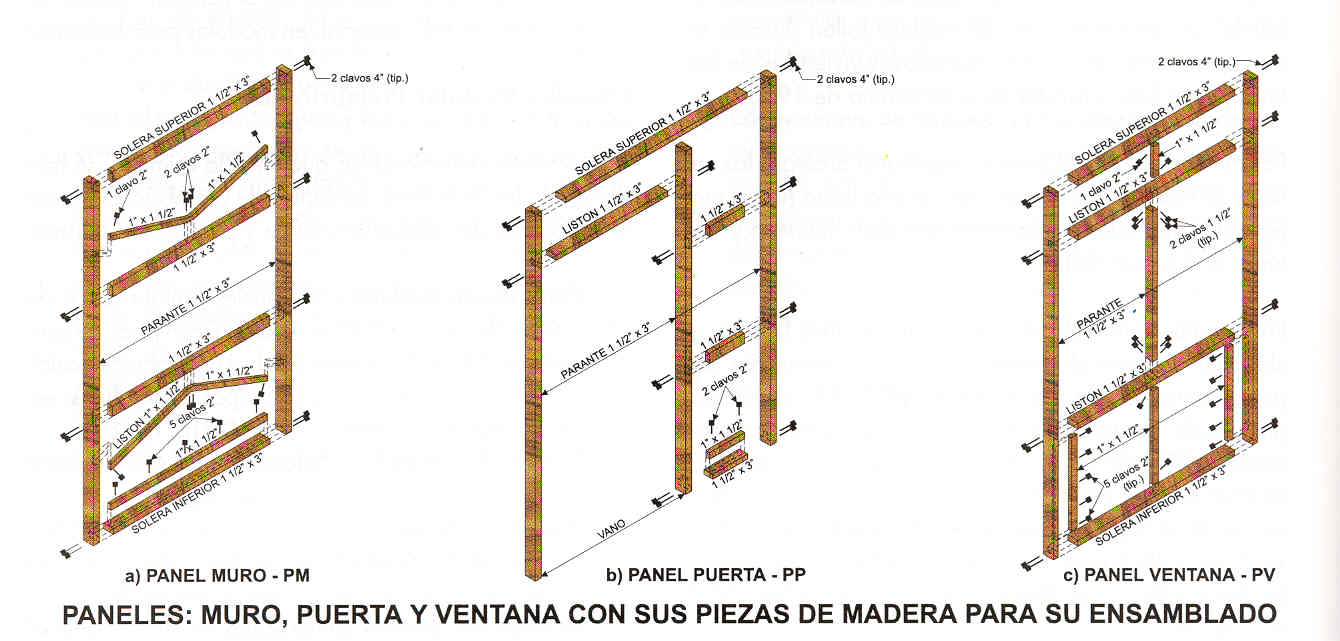 2 clavos 4" (tip.)
SOLERA SUPERIOR 1 1/2" x 3"
1 clavo 2"
2 clavos 2"
1" x 1 1/2"
1" x 1 1/2"
1 1/2" x 3"
PARANTE 1 1/2" x 3"
1 1/2" x 3"
1" x 1 1/2"
LISTON 1" x 1 1/2"
5 clavos 2"
1" x 1 1/2"
SOLERA INFERIOR 1 1/2" x 3"
a) PANEL MURO - PM
2 clavos 4" (tip.)
SOLERA SUPERIOR 1 1/2" x 3"
LISTON 1 1/2" x 3"
1 1/2" x 3"
PARANTE 1 1/2" x 3"
1 1/2" x 3"
2 clavos 2"
1" x 1 1/2"
1 1/2" x 3"
VANO
b) PANEL PUERTA - PP
2 clavos 4" (tip.)
SOLERA SUPERIOR 1 1/2" x 3"
1" x 1 1/2"
1 clavo 2"
LISTON 1 1/2" x 3"
2 clavos 1 1/2"
(tip.)
PARANTE
1 1/2" x 3"
LISTON 1 1/2" x 3"
1" x 1 1/2"
5 clavos 2"
(tip.)
SOLERA INFERIOR 1 1/2" x 3"
c) PANEL VENTANA - PV
PANELES: MURO, PUERTA Y VENTANA CON SUS PIEZAS DE MADERA PARA SU ENSAMBLADO